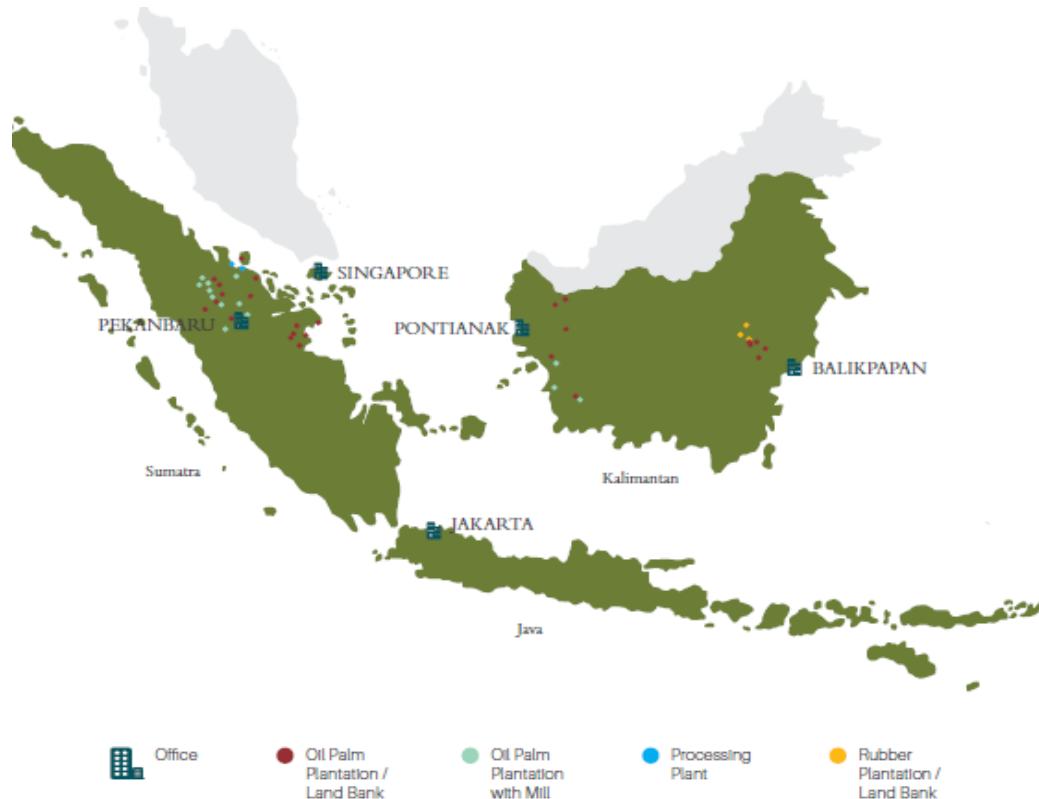 SINGAPORE
PEKANBARU
PONTIANAK
BALIKPAPAN
Sumatra
Kalimantan
JAKARTA
Java
Office
Oil Palm
Plantation /
Land Bank
Oil Palm
Plantation
with Mill
Processing
Plant
Rubber
Plantation /
Land Bank